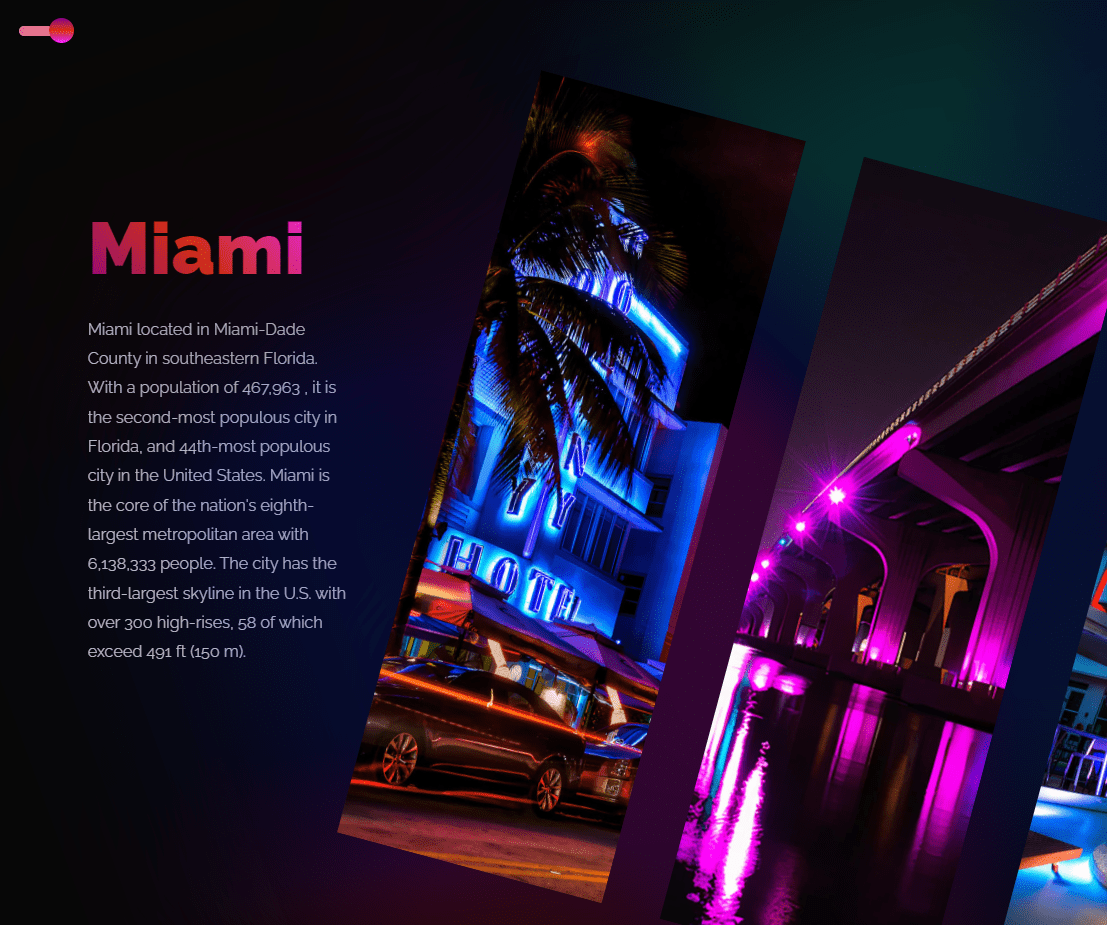 Miami
Miami located in Miami-Dade
County in southeastern Florida.
With a population of 467,963 , it is
the second-most populous city in
Florida, and 44th-most populous
city in the United States. Miami is
the core of the nation's eighth-
largest metropolitan area with
6,138,333 people. The city has the
third-largest skyline in the U.S. with
over 300 high-rises, 58 of which
exceed 491 ft (150 m).
HOTEL